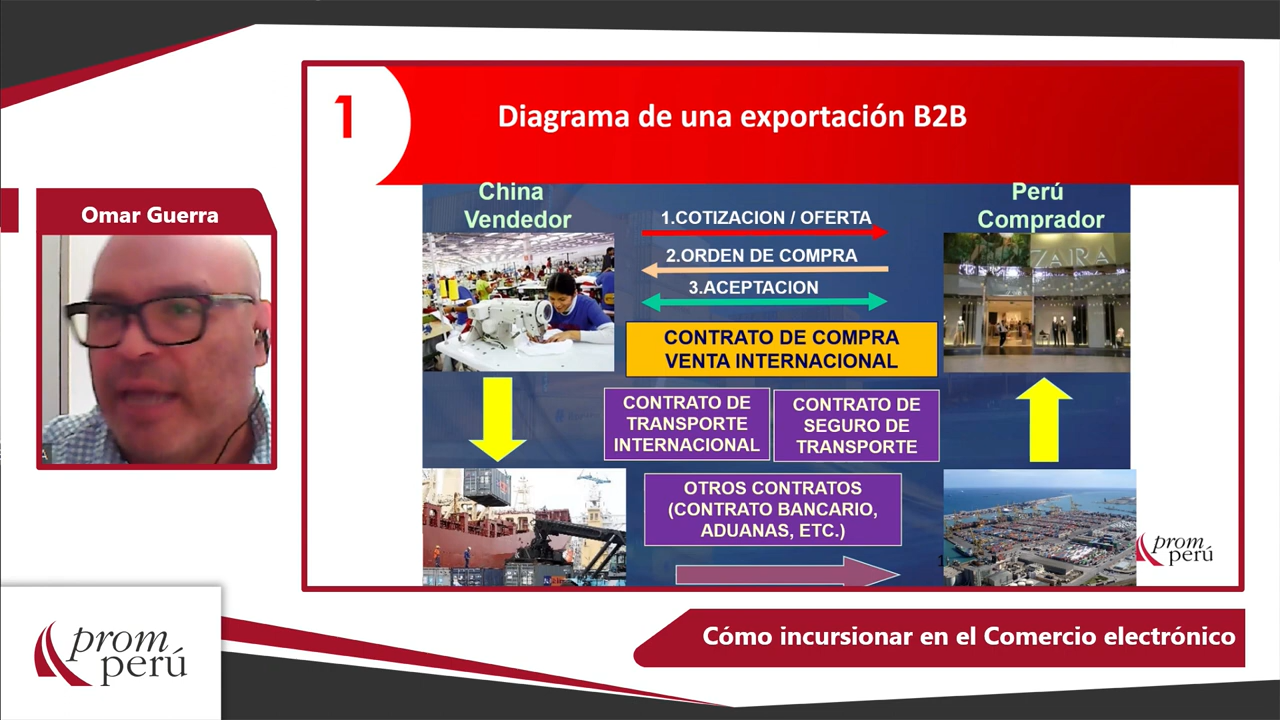 1
Diagrama de una exportación B2B
Omar Guerra
China
Vendedor
Perú
Comprador
1.COTIZACION / OFERTA
2.ORDEN DE COMPRA
3.ACEPTACION
ZARA
CONTRATO DE COMPRA
VENTA INTERNACIONAL
CONTRATO DE
TRANSPORTE
INTERNACIONAL
CONTRATO DE
SEGURO DE
TRANSPORTE
OTROS CONTRATOS
(CONTRATO BANCARIO,
ADUANAS, ETC.)
prom
perú
Cómo incursionar en el Comercio electrónico
prom
perú